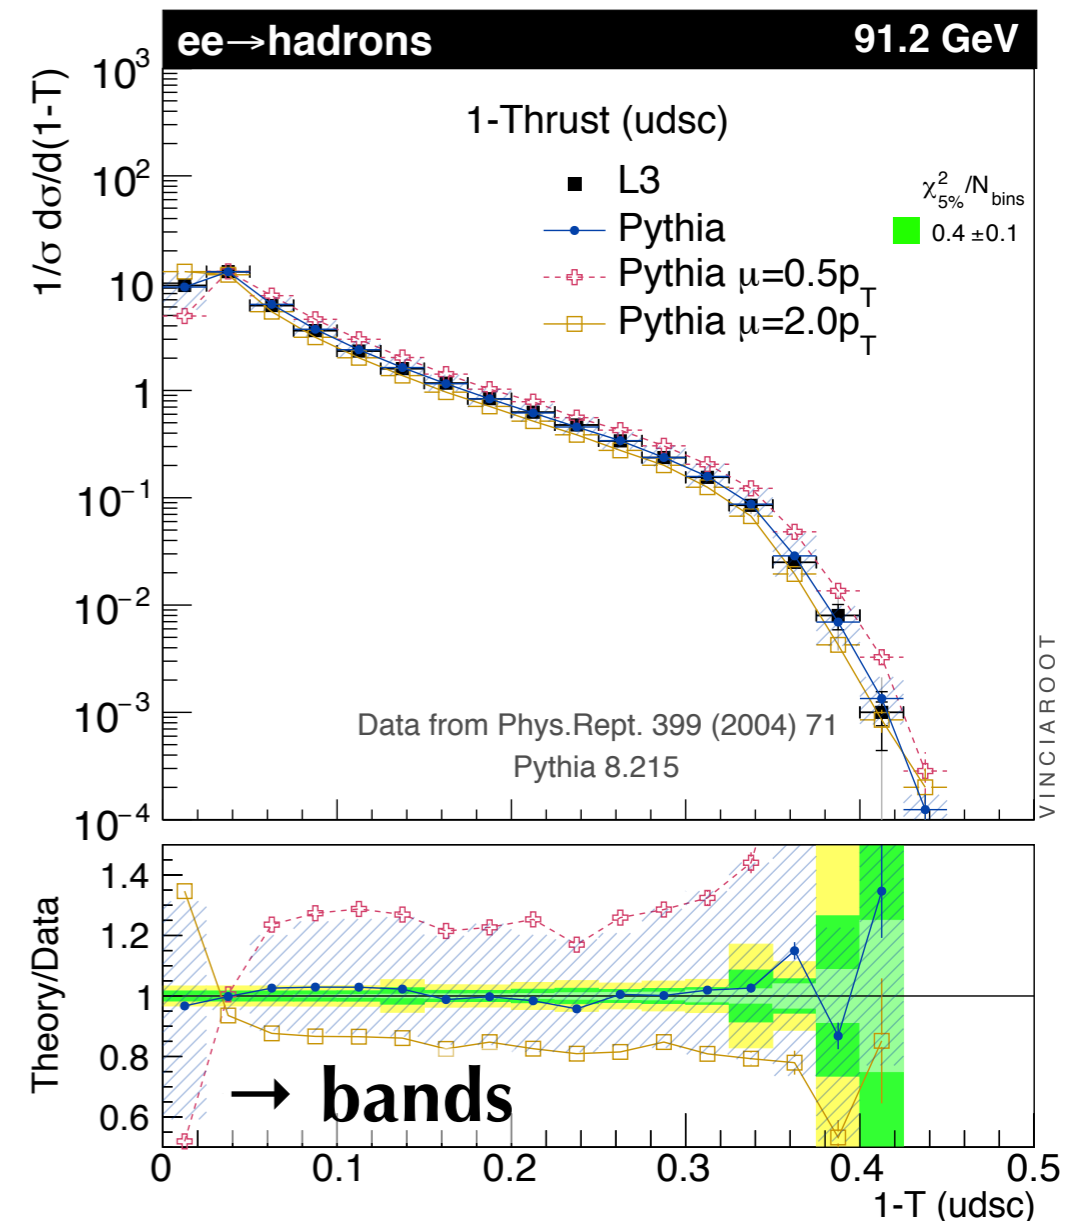 ee→hadrons 91.2 GeV
1/σ dσ/d(1-T)
10³
10²
10
1
10⁻¹
10⁻²
10⁻³
10⁻⁴
1-Thrust (udsc)
L3
Pythia
Pythia μ=0.5p_T
Pythia μ=2.0p_T
χ²_5%/N_bins
0.4 ±0.1
Data from Phys.Rept. 399 (2004) 71
Pythia 8.215
VINCIAROOT
Theory/Data
1.4
1.2
1
0.8
0.6
→ bands
0 0.1 0.2 0.3 0.4 0.5
1-T (udsc)